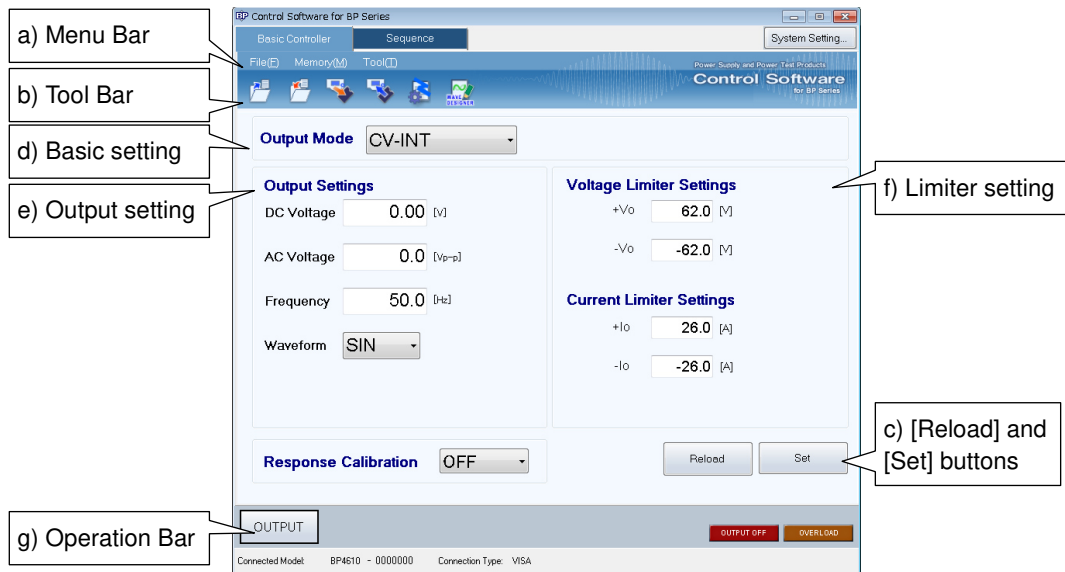 a) Menu Bar
b) Tool Bar
d) Basic setting
e) Output setting
g) Operation Bar
f) Limiter setting
c) [Reload] and
[Set] buttons
BP Control Software for BP Series
Basic Controller
Sequence
System Setting...
File(F) Memory(M) Tool(T)
Power Supply and Power Test Products
Control Software
for BP Series
WAVE
DESIGNER
Output Mode CV-INT
Output Settings
DC Voltage 0.00 [V]
AC Voltage 0.0 [Vp-p]
Frequency 50.0 [Hz]
Waveform SIN
Voltage Limiter Settings
+Vo 62.0 [V]
-Vo -62.0 [V]
Current Limiter Settings
+Io 26.0 [A]
-Io -26.0 [A]
Response Calibration OFF
Reload
Set
OUTPUT
OUTPUT OFF
OVERLOAD
Connected Model: BP4610 - 0000000 Connection Type: VISA